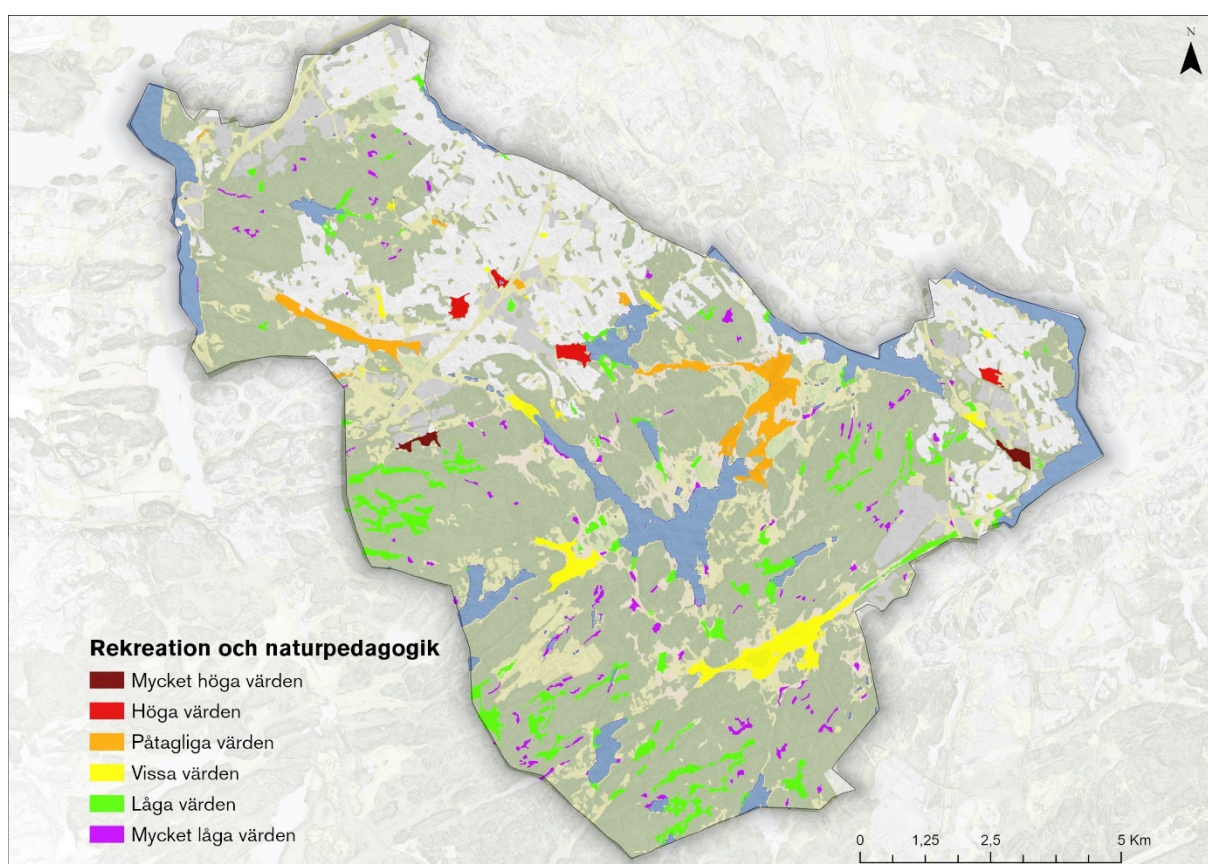 N
Rekreation och naturpedagogik
Mycket höga värden
Höga värden
Påtagliga värden
Vissa värden
Låga värden
Mycket låga värden
0 1,25 2,5 5 Km